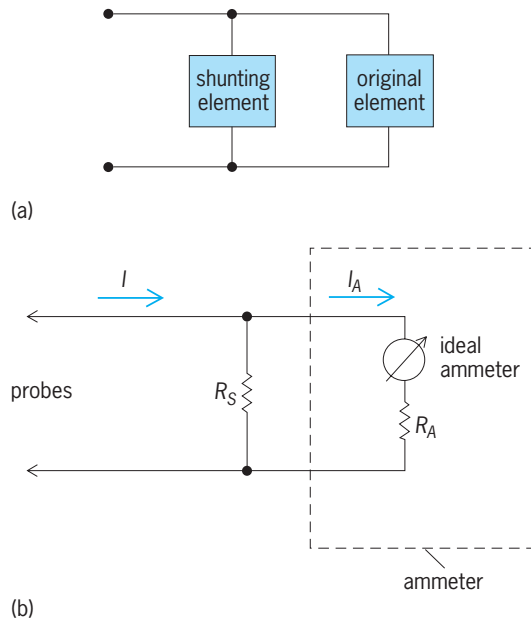 shunting
element
original
element
(a)
I
I_A
ideal
ammeter
probes
R_S
R_A
ammeter
(b)